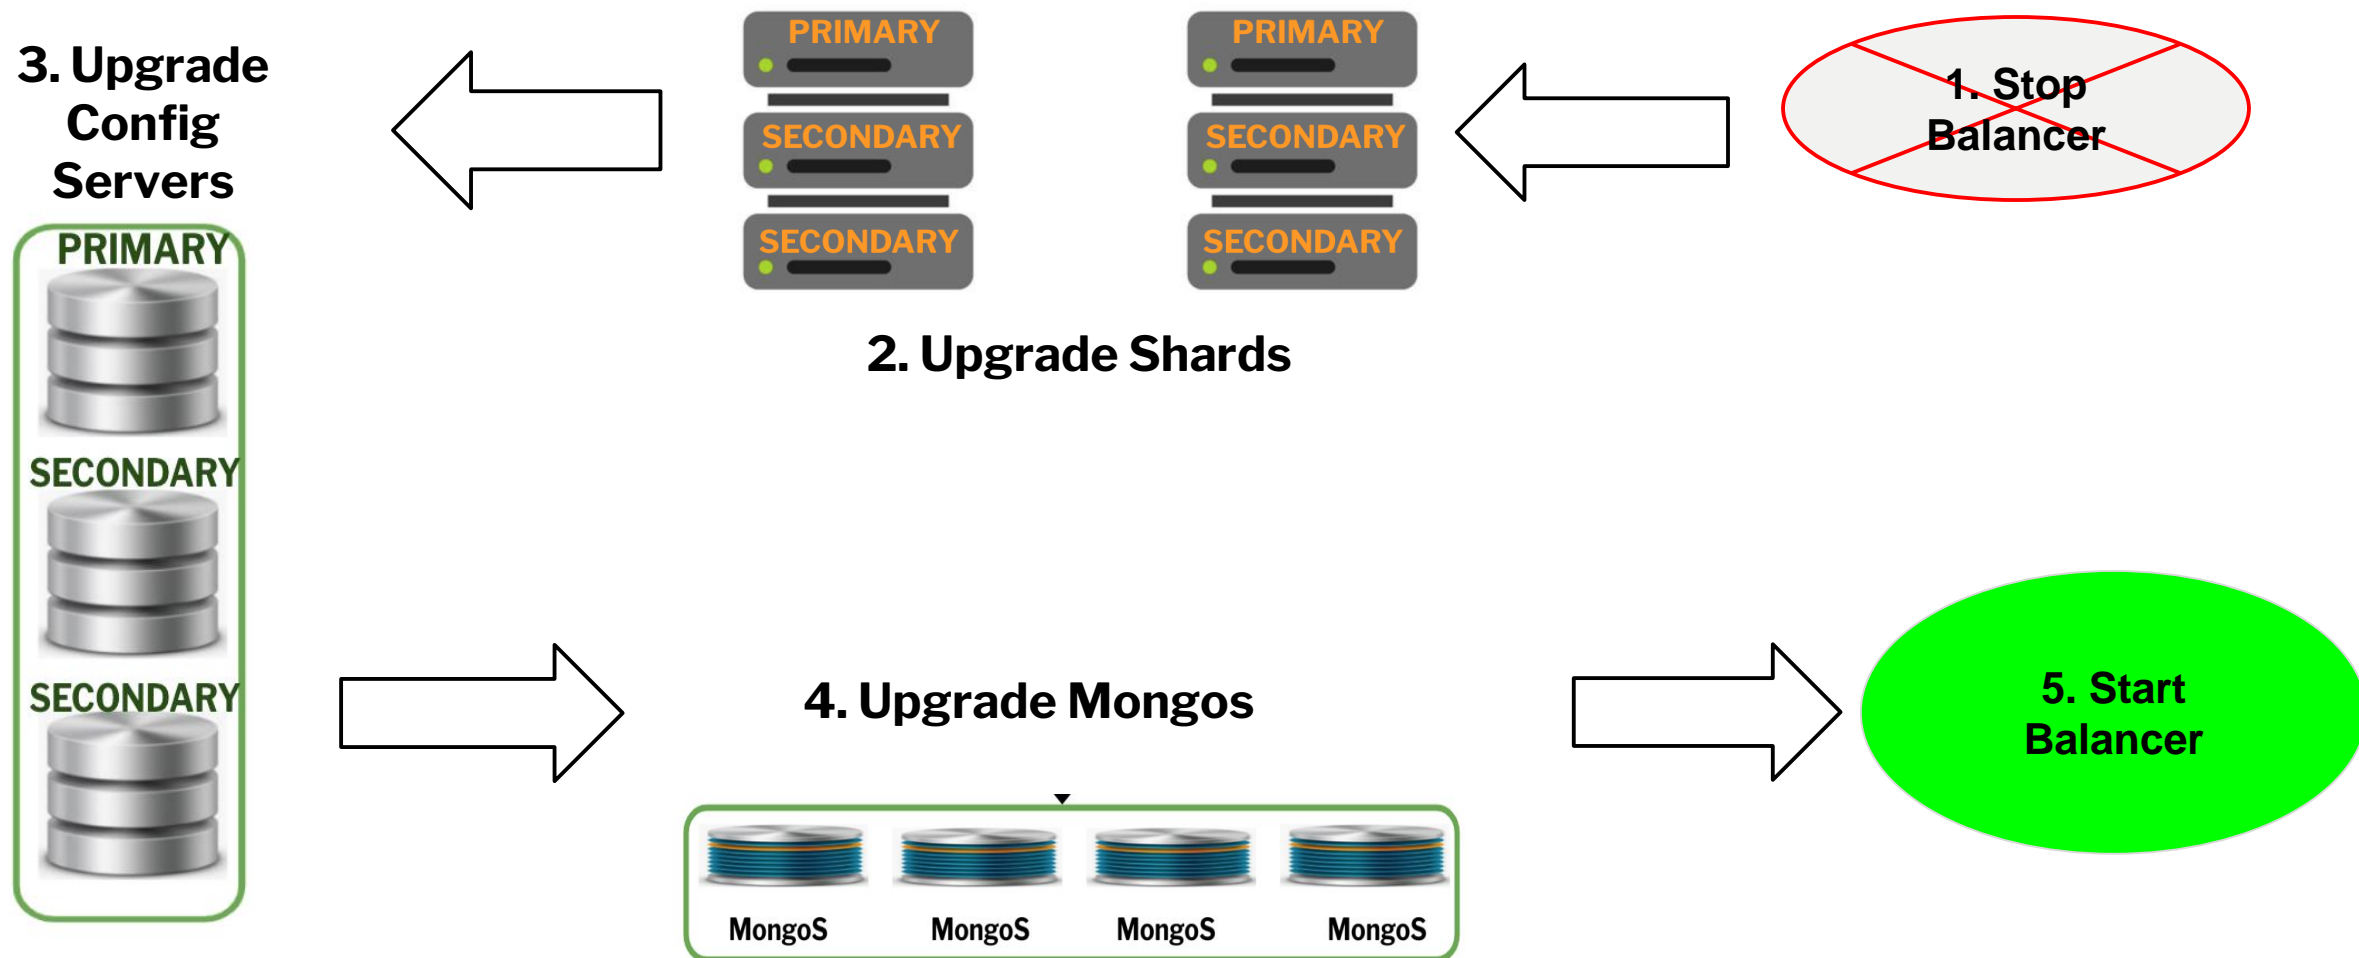 1. Stop
Balancer
PRIMARY
SECONDARY
SECONDARY
PRIMARY
SECONDARY
SECONDARY
2. Upgrade Shards
3. Upgrade
Config
Servers
PRIMARY
SECONDARY
SECONDARY
4. Upgrade Mongos
MongoS
MongoS
MongoS
MongoS
5. Start
Balancer